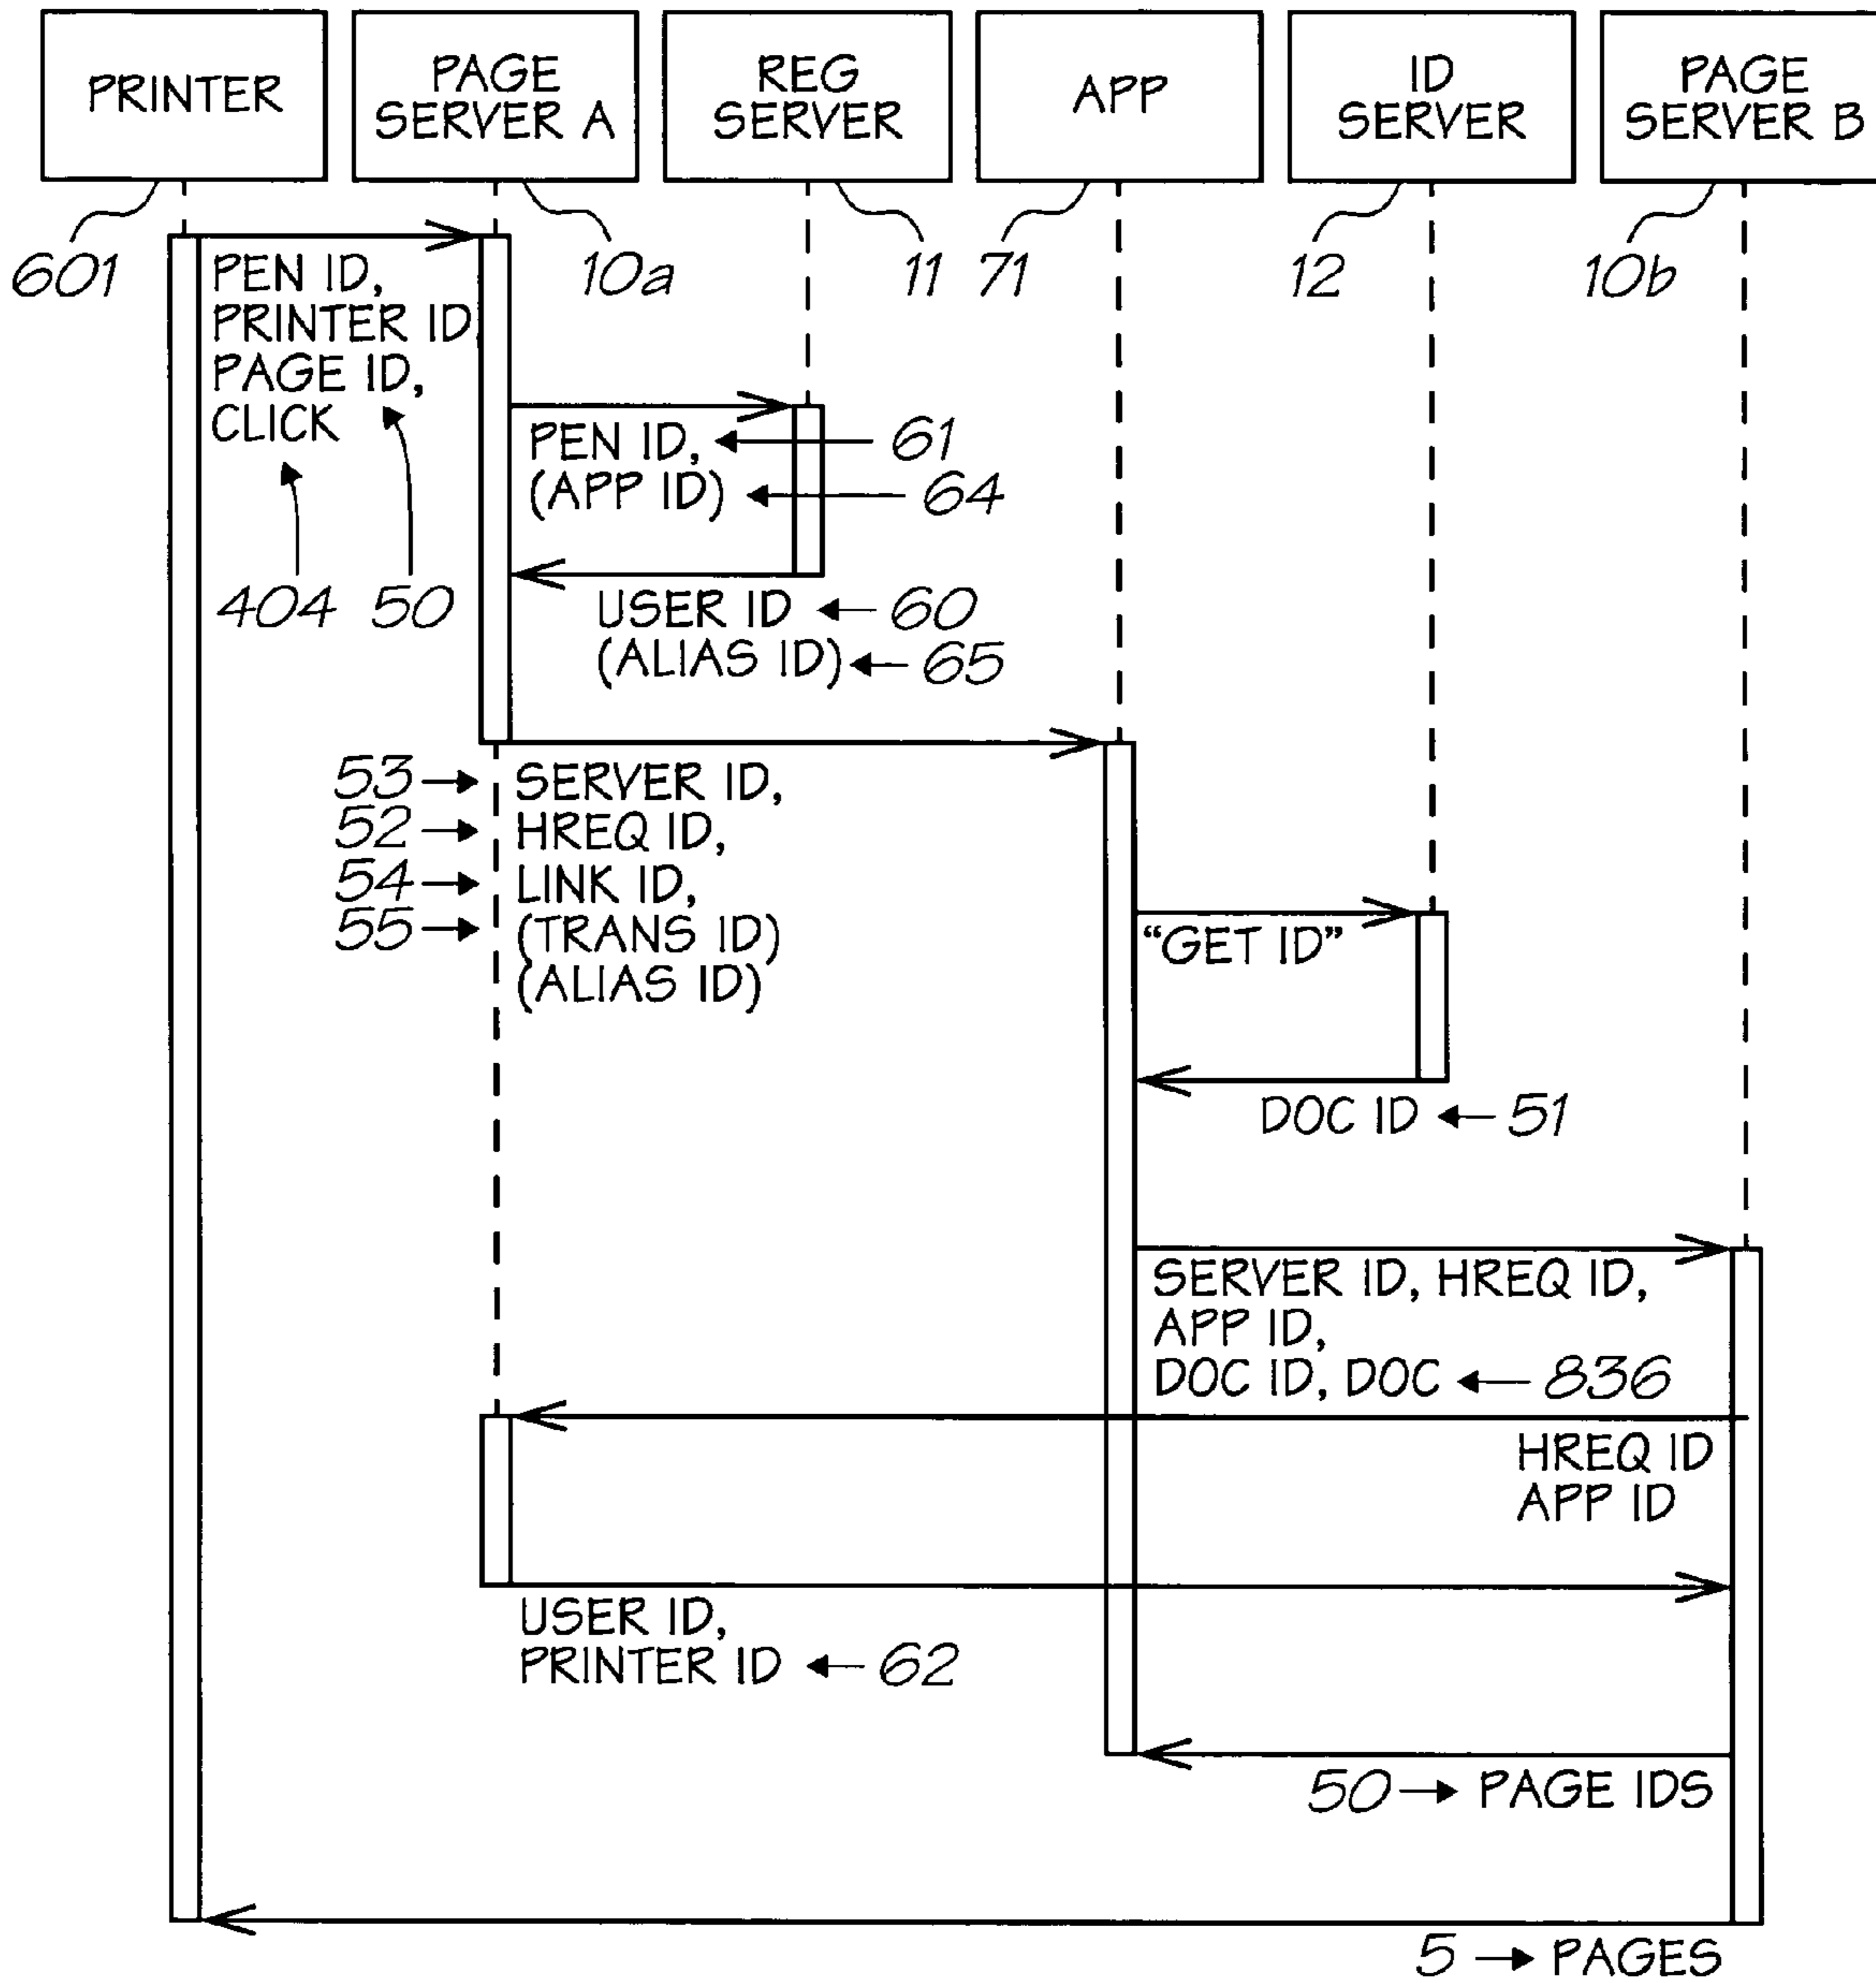 PRINTER
PAGE
SERVER A
REG
SERVER
APP
ID
SERVER
PAGE
SERVER B
601
10a
11
71
12
10b
PEN ID,
PRINTER ID
PAGE ID,
CLICK
404
50
PEN ID,
61
(APP ID)
64
USER ID
60
(ALIAS ID)
65
53
SERVER ID,
52
HREQ ID,
54
LINK ID,
55
(TRANS ID)
(ALIAS ID)
“GET ID”
DOC ID
51
SERVER ID, HREQ ID,
APP ID,
DOC ID, DOC
836
HREQ ID
APP ID
USER ID,
PRINTER ID
62
50
PAGE IDS
5
PAGES